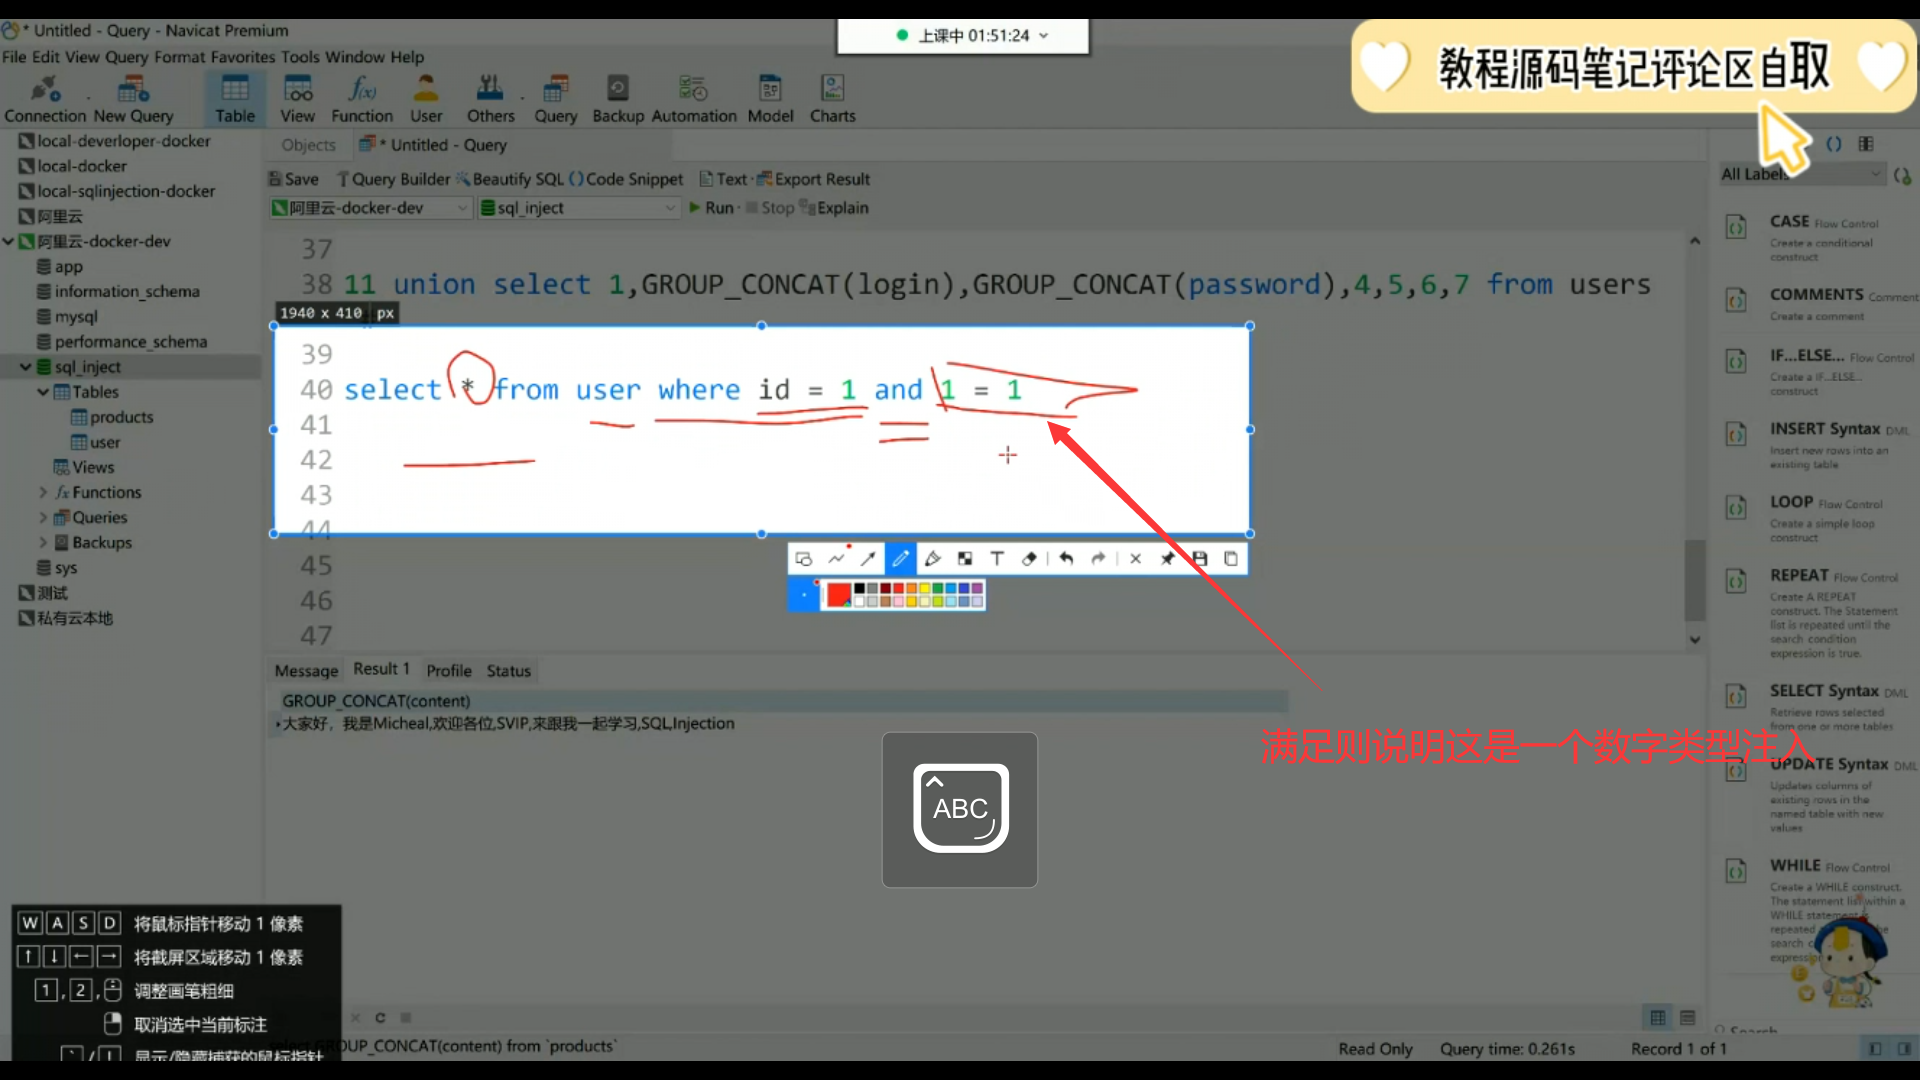 * Untitled - Query - Navicat Premium
上课中 01:51:24
教程源码笔记评论区自取
File Edit View Query Format Favorites Tools Window Help
Connection New Query Table View Function User Others Query Backup Automation Model Charts
local-deverloper-docker
local-docker
local-sqlinjection-docker
阿里云
阿里云-docker-dev
app
information_schema
mysql
performance_schema
sql_inject
Tables
products
user
Views
Functions
Queries
Backups
sys
测试
私有云本地
Objects * Untitled - Query
Save Query Builder Beautify SQL Code Snippet Text Export Result
阿里云-docker-dev sql_inject Run Stop Explain
37
38 11 union select 1,GROUP_CONCAT(login),GROUP_CONCAT(password),4,5,6,7 from users
1940 x 410 px
39
40 select * from user where id = 1 and 1 = 1
41
42
43
44
45
46
47
Message Result 1 Profile Status
GROUP_CONCAT(content)
大家好，我是Micheal,欢迎各位,SVIP,来跟我一起学习,SQL,Injection
满足则说明这是一个数字类型注入
ABC
All Labels
CASE Flow Control
Create a conditional
construct
COMMENTS Comment
Create a comment
IF...ELSE... Flow Control
Create a IF...ELSE...
construct
INSERT Syntax DML
Insert new rows into an
existing table
LOOP Flow Control
Create a simple loop
construct
REPEAT Flow Control
Create A REPEAT
construct. The Statement
list is repeated until the
search condition
expression is true.
SELECT Syntax DML
Retrieve rows selected
from one or more tables
UPDATE Syntax DML
Updates columns of
existing rows in the
named table with new
values
WHILE Flow Control
Create a WHILE construct.
The statement list within a
WHILE statement is
repeated
search
Search
W A S D 将鼠标指针移动 1 像素
↑ ↓ ← → 将截屏区域移动 1 像素
1 , 2 , 调整画笔粗细
取消选中当前标注
显示/隐藏捕获的鼠标指针
GROUP_CONCAT(content) from `products`
Read Only Query time: 0.261s Record 1 of 1